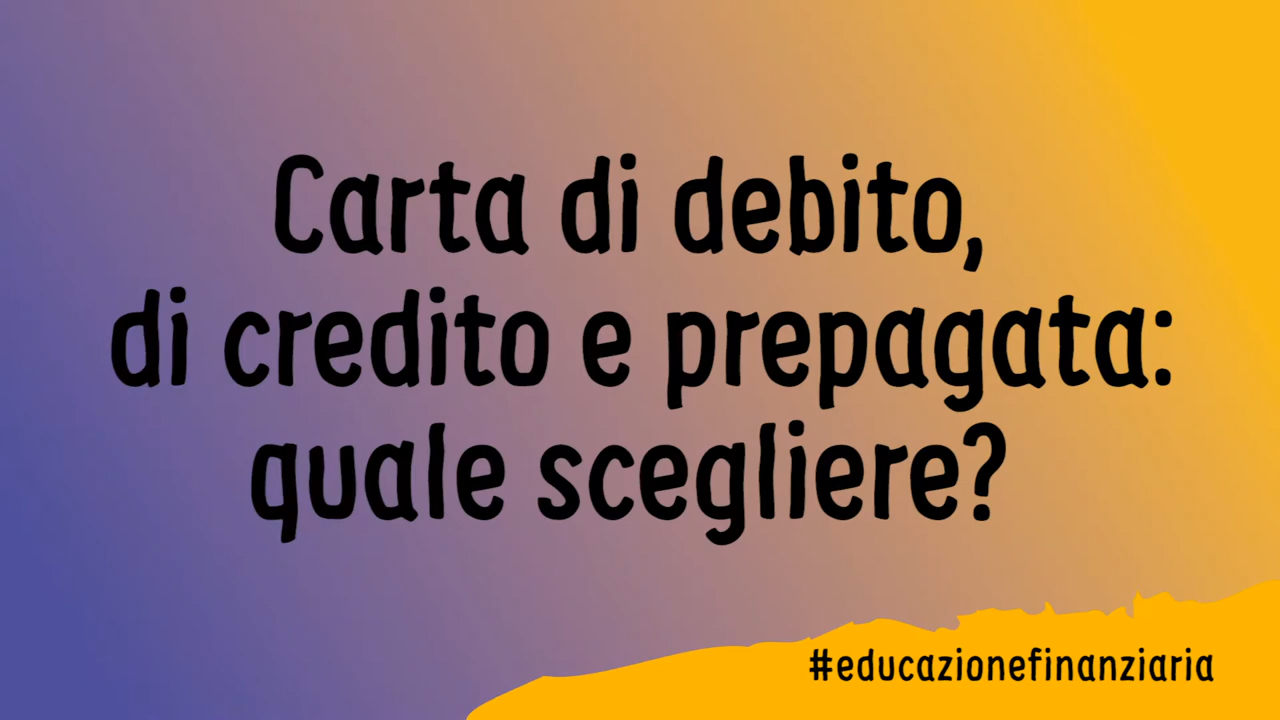 Carta di debito,
di credito e prepagata:
quale scegliere?
#educazionefinanziaria